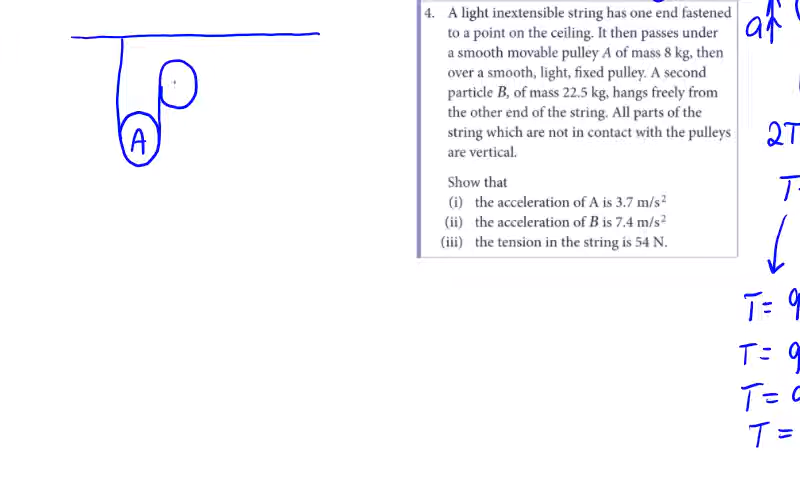 A
4. A light inextensible string has one end fastened
to a point on the ceiling. It then passes under
a smooth movable pulley A of mass 8 kg, then
over a smooth, light, fixed pulley. A second
particle B, of mass 22.5 kg, hangs freely from
the other end of the string. All parts of the
string which are not in contact with the pulleys
are vertical.
Show that
(i) the acceleration of A is 3.7 m/s²
(ii) the acceleration of B is 7.4 m/s²
(iii) the tension in the string is 54 N.
a
2T
T
T= 9
T= 9
T=
T=